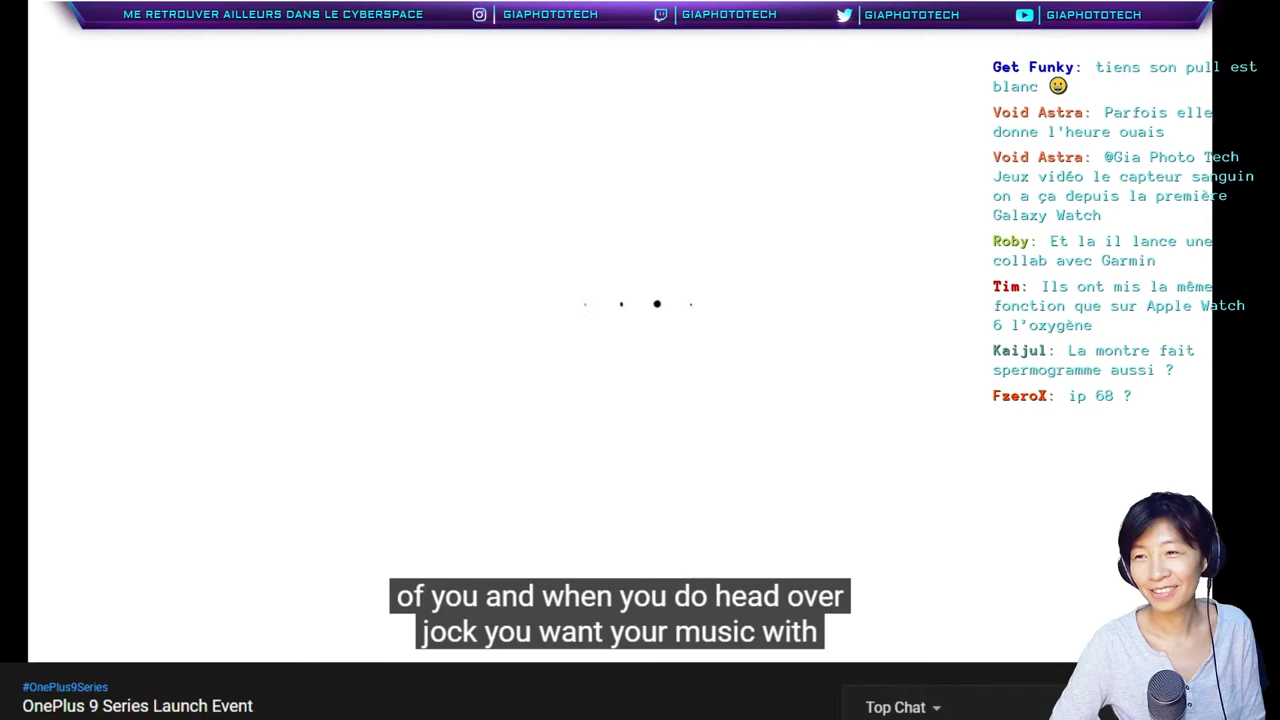 ME RETROUVER AILLEURS DANS LE CYBERSPACE GIAPHOTOTECH GIAPHOTOTECH GIAPHOTOTECH GIAPHOTOTECH
Get Funky: tiens son pull est
blanc 😀
Void Astra: Parfois elle
donne l'heure ouais
Void Astra: @Gia Photo Tech
Jeux vidéo le capteur sanguin
on a ça depuis la première
Galaxy Watch
Roby: Et la il lance une
collab avec Garmin
Tim: Ils ont mis la même
fonction que sur Apple Watch
6 l'oxygène
Kaijul: La montre fait
spermogramme aussi ?
FzeroX: ip 68 ?
of you and when you do head over
jock you want your music with
#OnePlus9Series
OnePlus 9 Series Launch Event
Top Chat